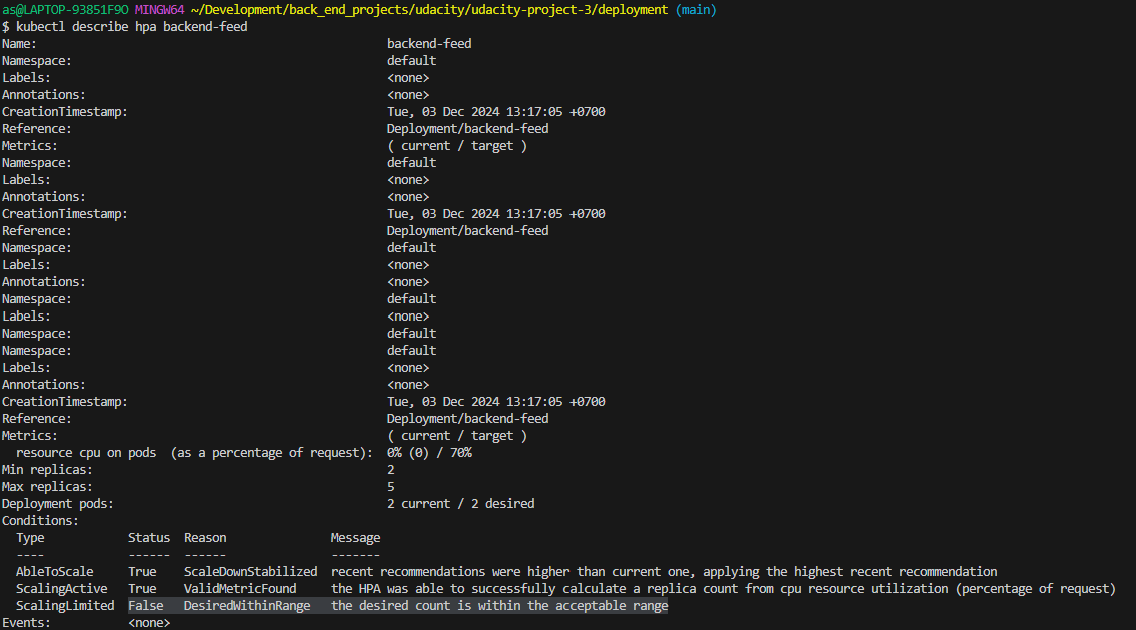 as@LAPTOP-93851F9O MINGW64 ~/Development/back_end_projects/udacity/udacity-project-3/deployment (main)
$ kubectl describe hpa backend-feed
Name: backend-feed
Namespace: default
Labels: <none>
Annotations: <none>
CreationTimestamp: Tue, 03 Dec 2024 13:17:05 +0700
Reference: Deployment/backend-feed
Metrics: ( current / target )
Namespace: default
Labels: <none>
Annotations: <none>
CreationTimestamp: Tue, 03 Dec 2024 13:17:05 +0700
Reference: Deployment/backend-feed
Namespace: default
Labels: <none>
Annotations: <none>
Namespace: default
Labels: <none>
Namespace: default
Namespace: default
Labels: <none>
Annotations: <none>
CreationTimestamp: Tue, 03 Dec 2024 13:17:05 +0700
Reference: Deployment/backend-feed
Metrics: ( current / target )
resource cpu on pods (as a percentage of request): 0% (0) / 70%
Min replicas: 2
Max replicas: 5
Deployment pods: 2 current / 2 desired
Conditions:
Type Status Reason Message
---- ------ ------ -------
AbleToScale True ScaleDownStabilized recent recommendations were higher than current one, applying the highest recent recommendation
ScalingActive True ValidMetricFound the HPA was able to successfully calculate a replica count from cpu resource utilization (percentage of request)
ScalingLimited False DesiredWithinRange the desired count is within the acceptable range
Events: <none>